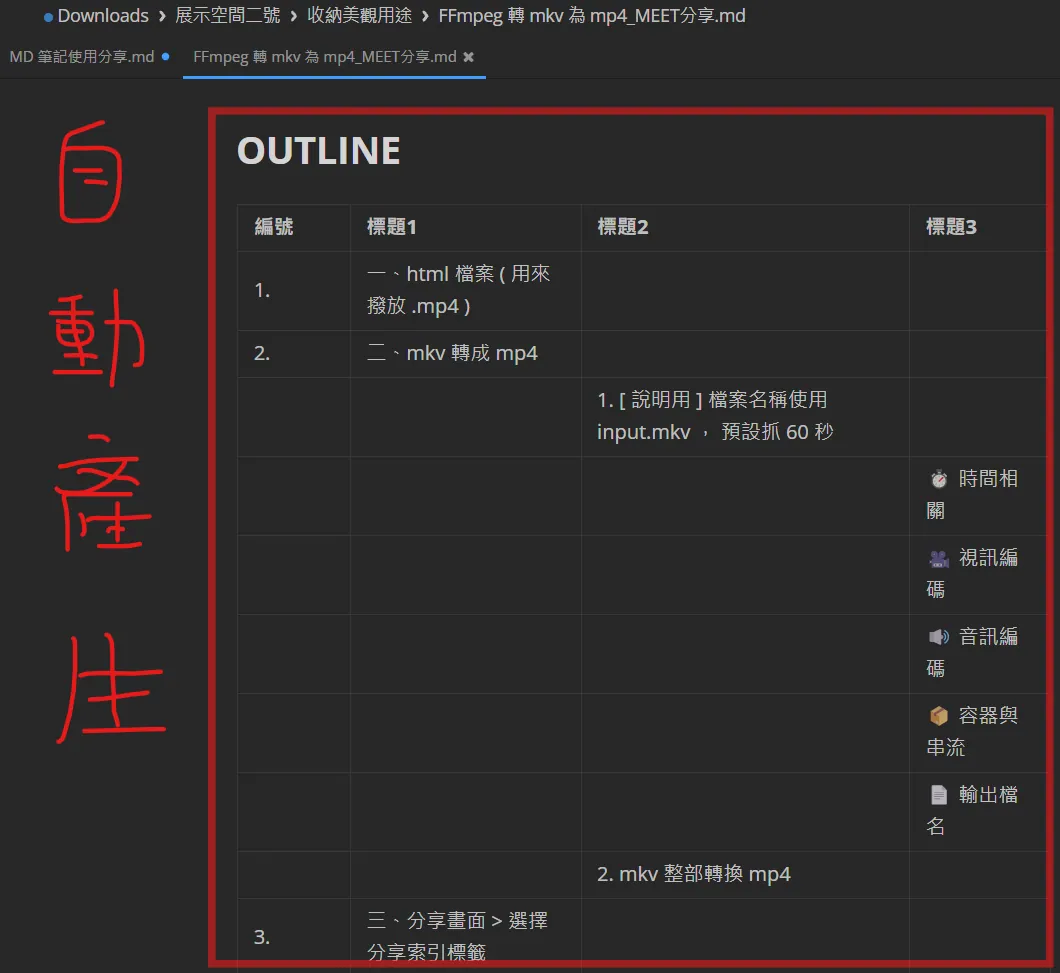 Downloads › 展示空間二號 › 收納美觀用途 › FFmpeg 轉 mkv 為 mp4_MEET分享.md
MD 筆記使用分享.md
FFmpeg 轉 mkv 為 mp4_MEET分享.md
自
動
產
生
OUTLINE
編號 標題1 標題2 標題3
1. 一、html 檔案 ( 用來
撥放 .mp4 )
2. 二、mkv 轉成 mp4
1. [ 說明用 ] 檔案名稱使用
input.mkv , 預設抓 60 秒
⏱️ 時間相
關
🎥 視訊編
碼
🔊 音訊編
碼
📦 容器與
串流
📄 輸出檔
名
2. mkv 整部轉換 mp4
3. 三、分享畫面 > 選擇
分享索引標籤